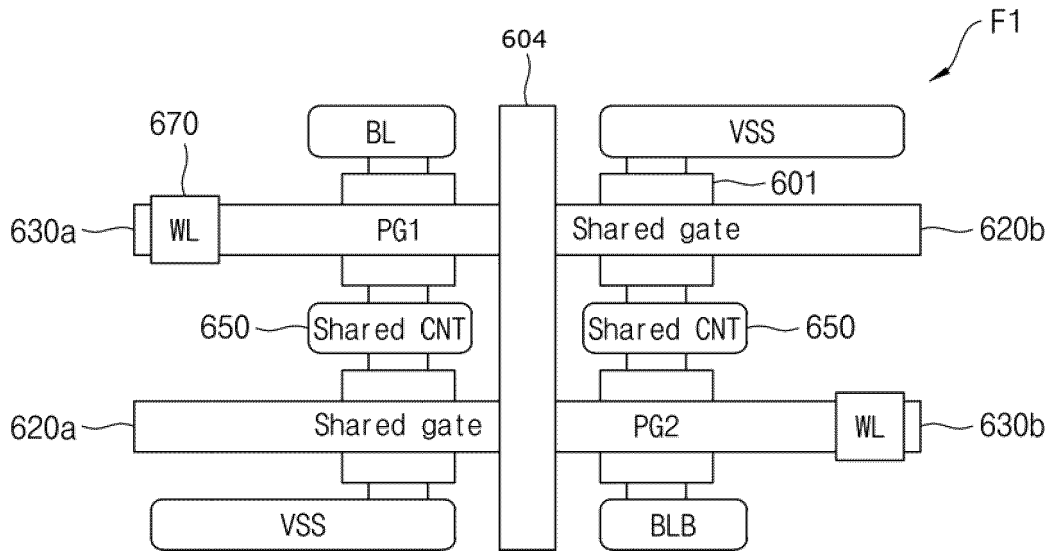 F1
604
670
BL
VSS
601
630a
WL
PG1
Shared gate
620b
650
Shared CNT
Shared CNT
650
620a
Shared gate
PG2
WL
630b
VSS
BLB